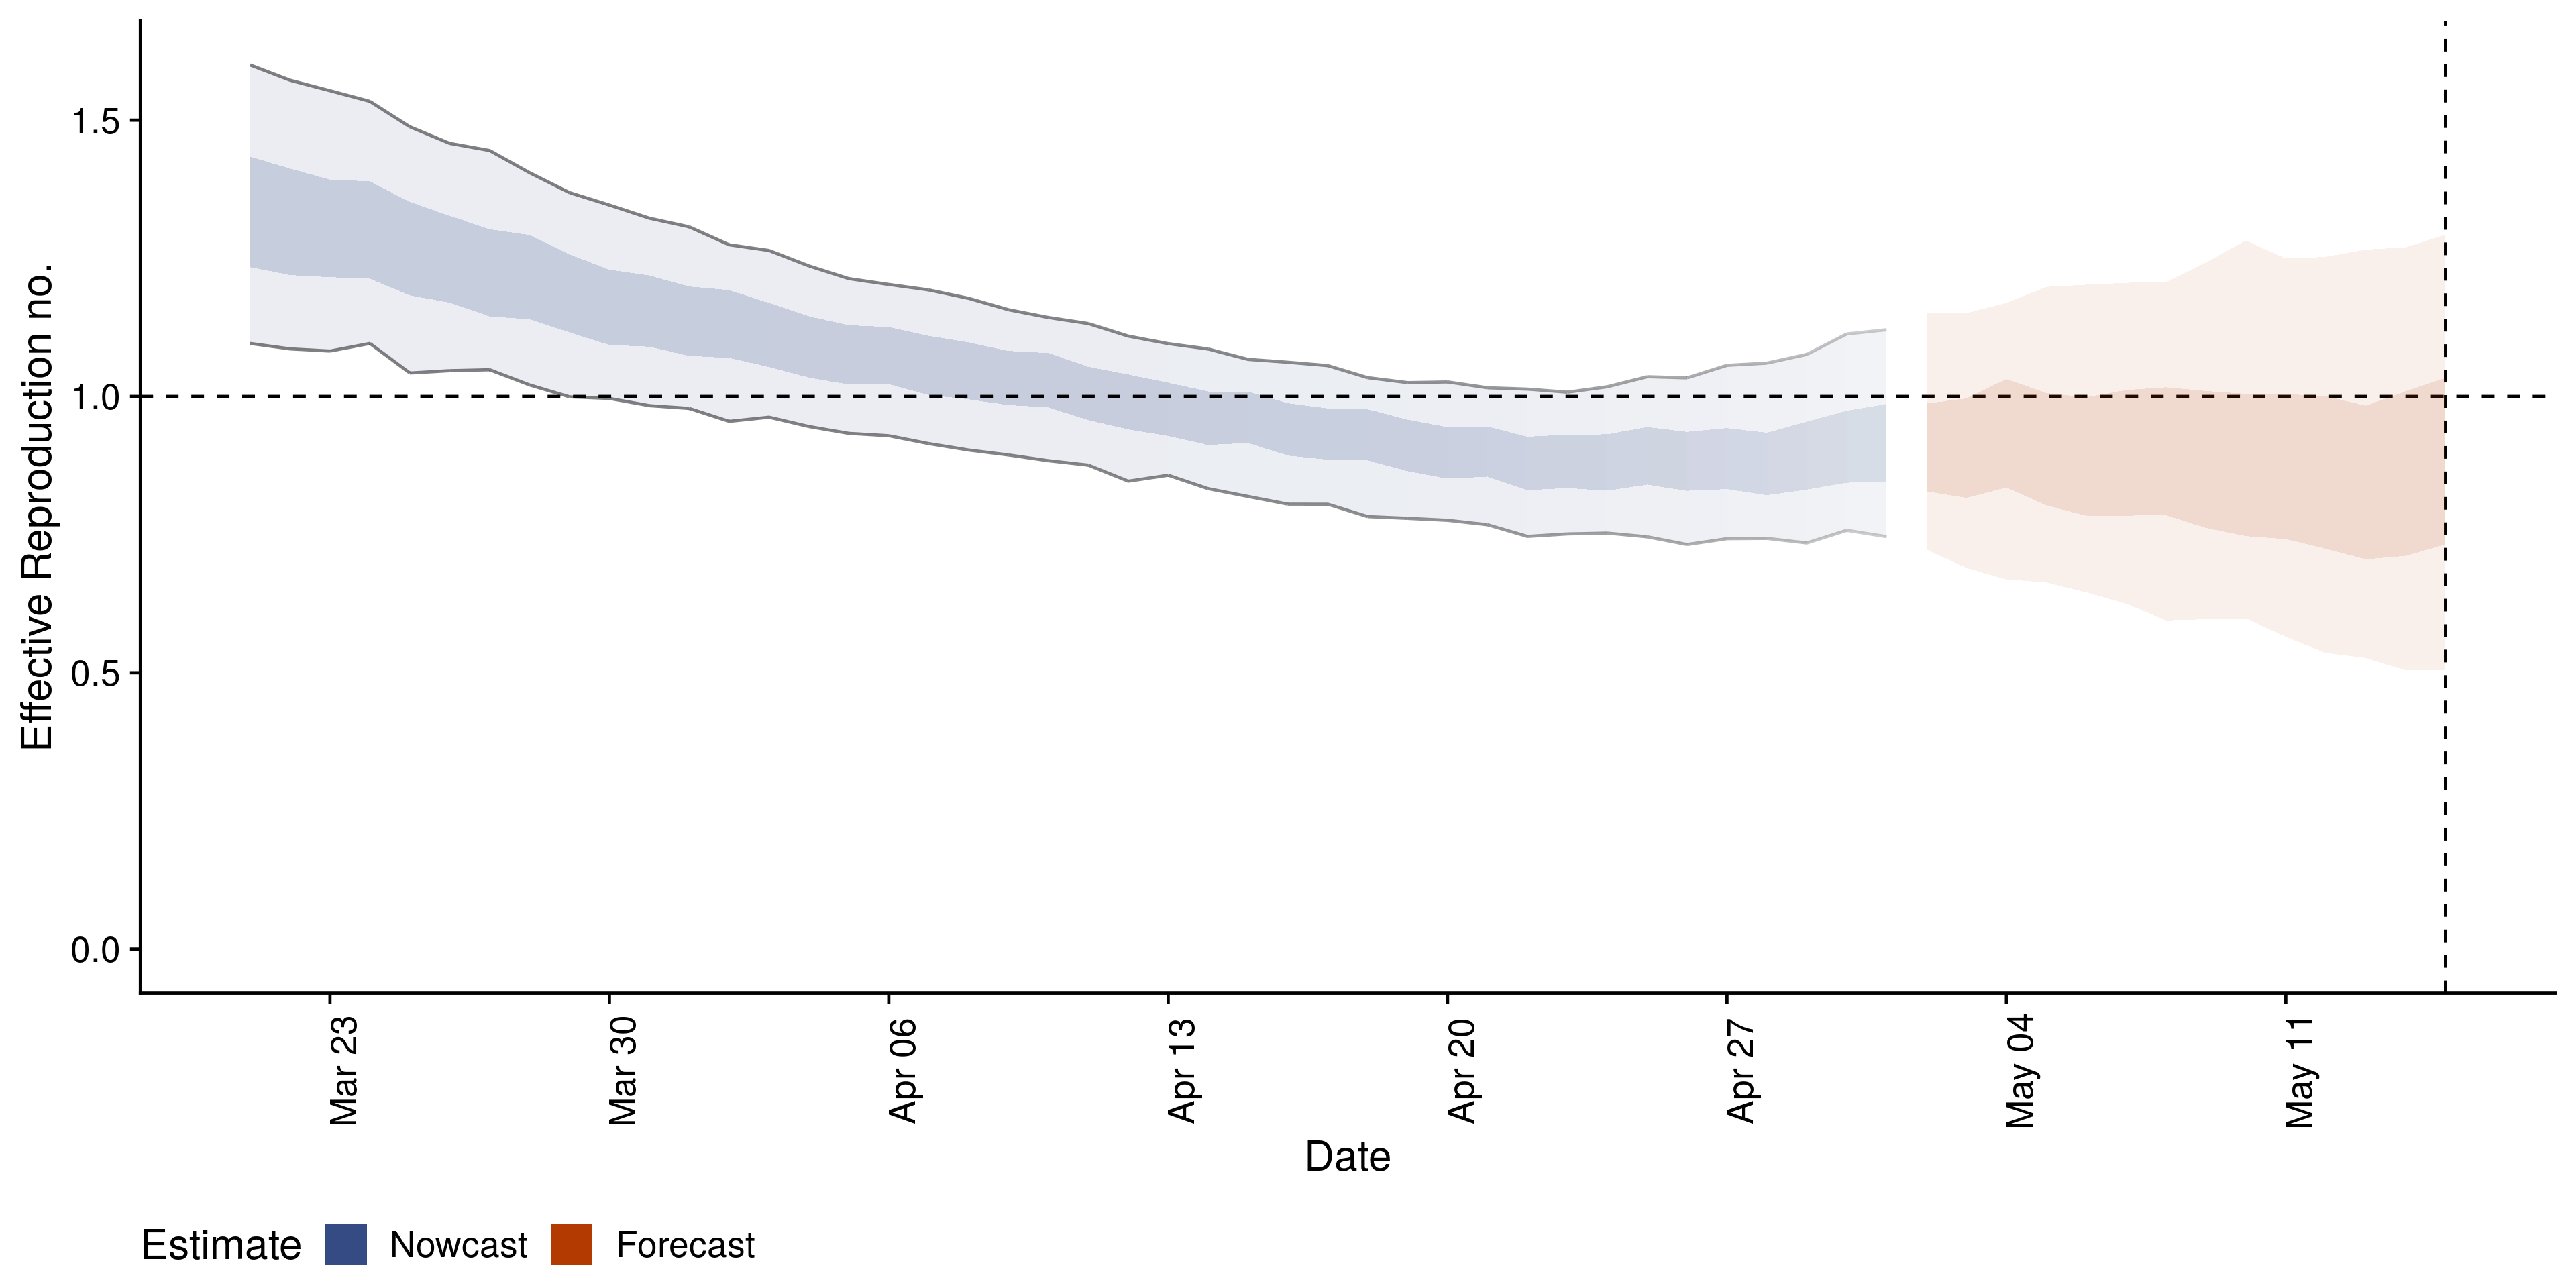 Effective Reproduction no.
1.5
1.0
0.5
0.0
Mar 23
Mar 30
Apr 06
Apr 13
Apr 20
Apr 27
May 04
May 11
Date
Estimate Nowcast Forecast